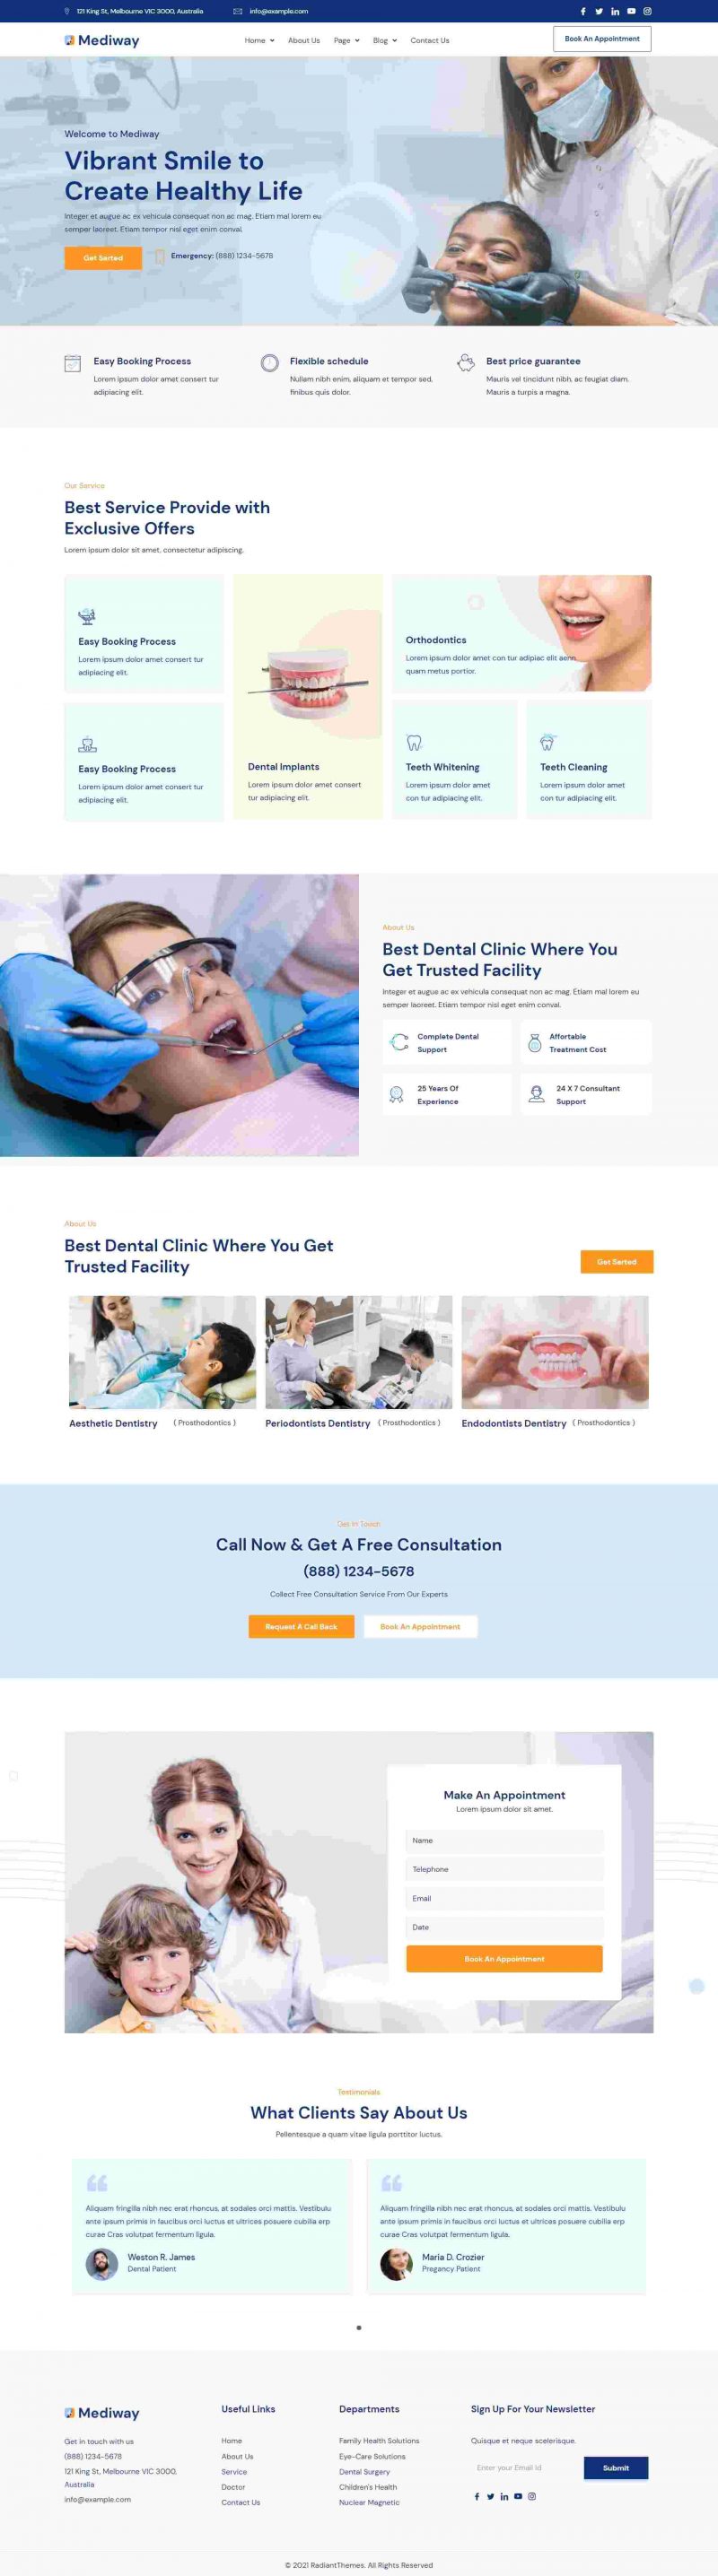 121 King St, Melbourne VIC 3000, Australia
info@example.com
Mediway
Home
About Us
Page
Blog
Contact Us
Book An Appointment
Welcome to Mediway
Vibrant Smile to
Create Healthy Life
Integer et augue ac ex vehicula consequat non ac mag. Etiam mal lorem eu
semper laoreet. Etiam tempor nisl eget enim conval.
Get Sarted
Emergency: (888) 1234-5678
Easy Booking Process
Lorem ipsum dolor amet consert tur
adipiacing elit.
Flexible schedule
Nullam nibh enim, aliquam et tempor sed,
finibus quis dolor.
Best price guarantee
Mauris vel tincidunt nibh, ac feugiat diam.
Mauris a turpis a magna.
Our Service
Best Service Provide with
Exclusive Offers
Lorem ipsum dolor sit amet, consectetur adipiscing.
Easy Booking Process
Lorem ipsum dolor amet consert tur
adipiacing elit.
Easy Booking Process
Lorem ipsum dolor amet consert tur
adipiacing elit.
Dental Implants
Lorem ipsum dolor amet consert
tur adipiacing elit.
Orthodontics
Lorem ipsum dolor amet con tur adipiac elit aenn
quam metus portior.
Teeth Whitening
Lorem ipsum dolor amet
con tur adipiacing elit.
Teeth Cleaning
Lorem ipsum dolor amet
con tur adipiacing elit.
About Us
Best Dental Clinic Where You
Get Trusted Facility
Integer et augue ac ex vehicula consequat non ac mag. Etiam mal lorem eu
semper laoreet. Etiam tempor nisl eget enim conval.
Complete Dental
Support
Affortable
Treatment Cost
25 Years Of
Experience
24 X 7 Consultant
Support
About Us
Best Dental Clinic Where You Get
Trusted Facility
Get Sarted
Aesthetic Dentistry ( Prosthodontics )
Periodontists Dentistry ( Prosthodontics )
Endodontists Dentistry ( Prosthodontics )
Get In Touch
Call Now & Get A Free Consultation
(888) 1234-5678
Collect Free Consultation Service From Our Experts
Request A Call Back
Book An Appointment
Make An Appointment
Lorem ipsum dolor sit amet.
Name
Telephone
Email
Date
Book An Appointment
Testimonials
What Clients Say About Us
Pellentesque a quam vitae ligula porttitor luctus.
Aliquam fringilla nibh nec erat rhoncus, at sodales orci mattis. Vestibulu
ante ipsum primis in faucibus orci luctus et ultrices posuere cubilia erp
curae Cras volutpat fermentum ligula.
Weston R. James
Dental Patient
Aliquam fringilla nibh nec erat rhoncus, at sodales orci mattis. Vestibulu
ante ipsum primis in faucibus orci luctus et ultrices posuere cubilia erp
curae Cras volutpat fermentum ligula.
Maria D. Crozier
Pregancy Patient
Mediway
Get in touch with us
(888) 1234-5678
121 King St, Melbourne VIC 3000,
Australia
info@example.com
Useful Links
Home
About Us
Service
Doctor
Contact Us
Departments
Family Health Solutions
Eye-Care Solutions
Dental Surgery
Children's Health
Nuclear Magnetic
Sign Up For Your Newsletter
Quisque et neque scelerisque.
Enter your Email id
Submit
© 2021 RadiantThemes. All Rights Reserved